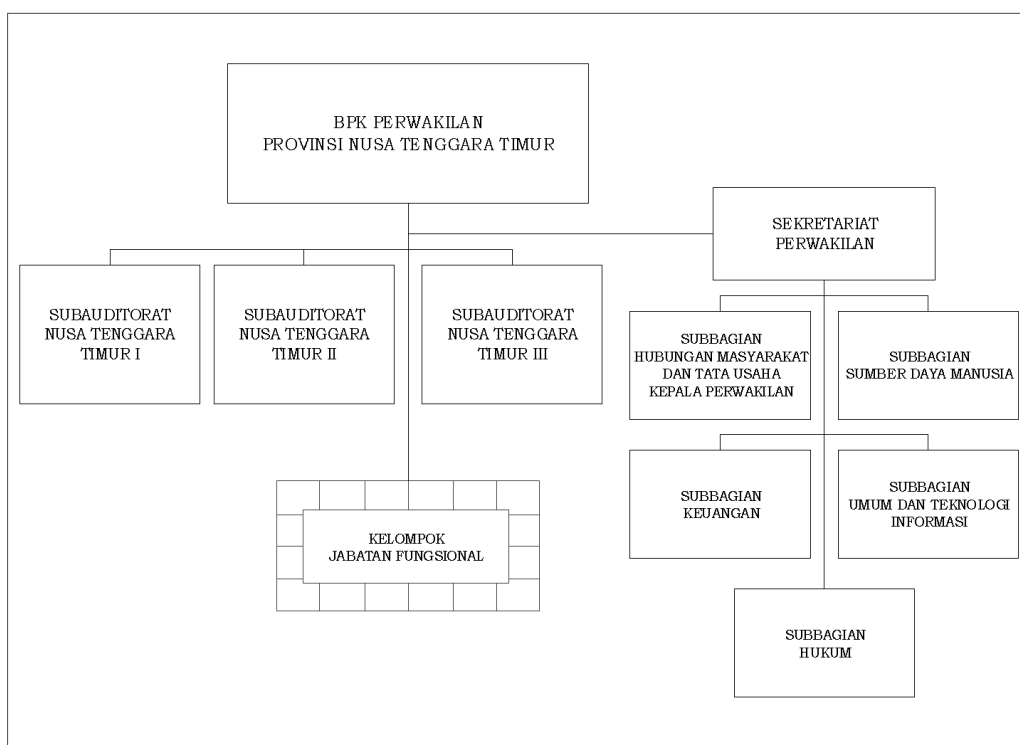 BPK PERWAKILAN
PROVINSI NUSA TENGGARA TIMUR
SEKRETARIAT
PERWAKILAN
SUBAUDITORAT
NUSA TENGGARA
TIMUR I
SUBAUDITORAT
NUSA TENGGARA
TIMUR II
SUBAUDITORAT
NUSA TENGGARA
TIMUR III
SUBBAGIAN
HUBUNGAN MASYARAKAT
DAN TATA USAHA
KEPALA PERWAKILAN
SUBBAGIAN
SUMBER DAYA MANUSIA
SUBBAGIAN
KEUANGAN
SUBBAGIAN
UMUM DAN TEKNOLOGI
INFORMASI
KELOMPOK
JABATAN FUNGSIONAL
SUBBAGIAN
HUKUM